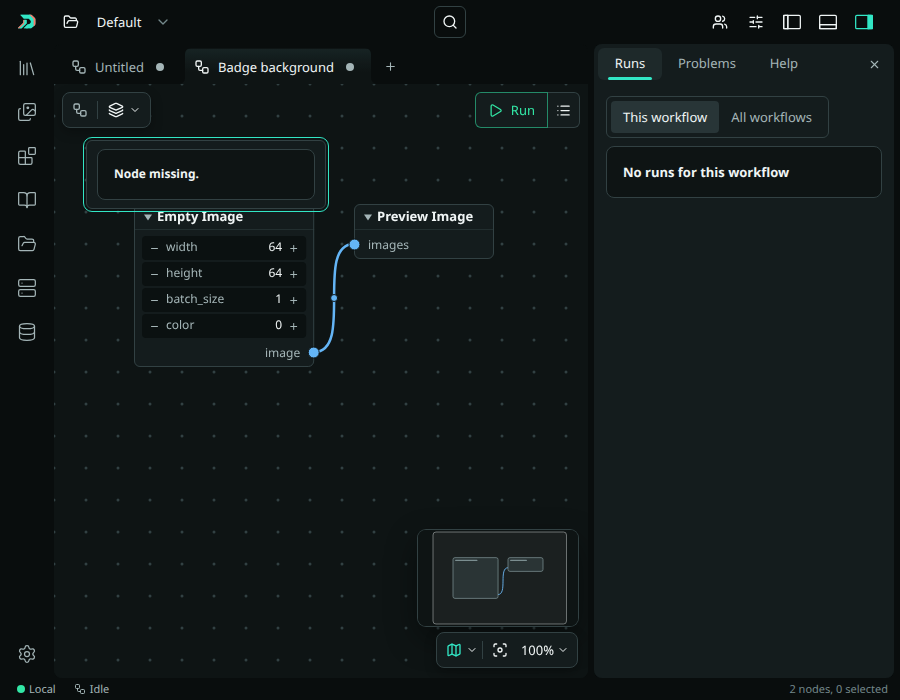 Default
Untitled
Badge background
Run
Node missing.
Empty Image
width 64
height 64
batch_size 1
color 0
image
Preview Image
images
100%
Runs
Problems
Help
This workflow
All workflows
No runs for this workflow
Local
Idle
2 nodes, 0 selected